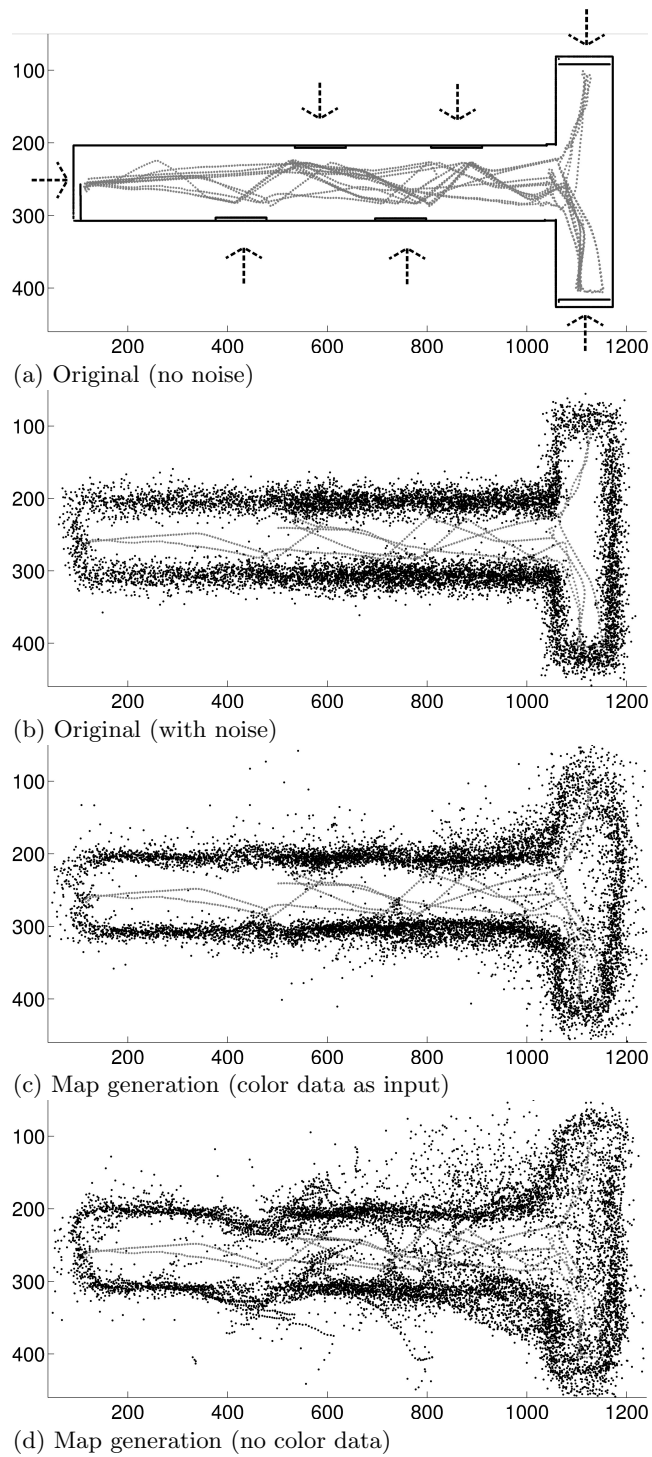 100
200
300
400
200 400 600 800 1000 1200
(a) Original (no noise)
100
200
300
400
200 400 600 800 1000 1200
(b) Original (with noise)
100
200
300
400
200 400 600 800 1000 1200
(c) Map generation (color data as input)
100
200
300
400
200 400 600 800 1000 1200
(d) Map generation (no color data)